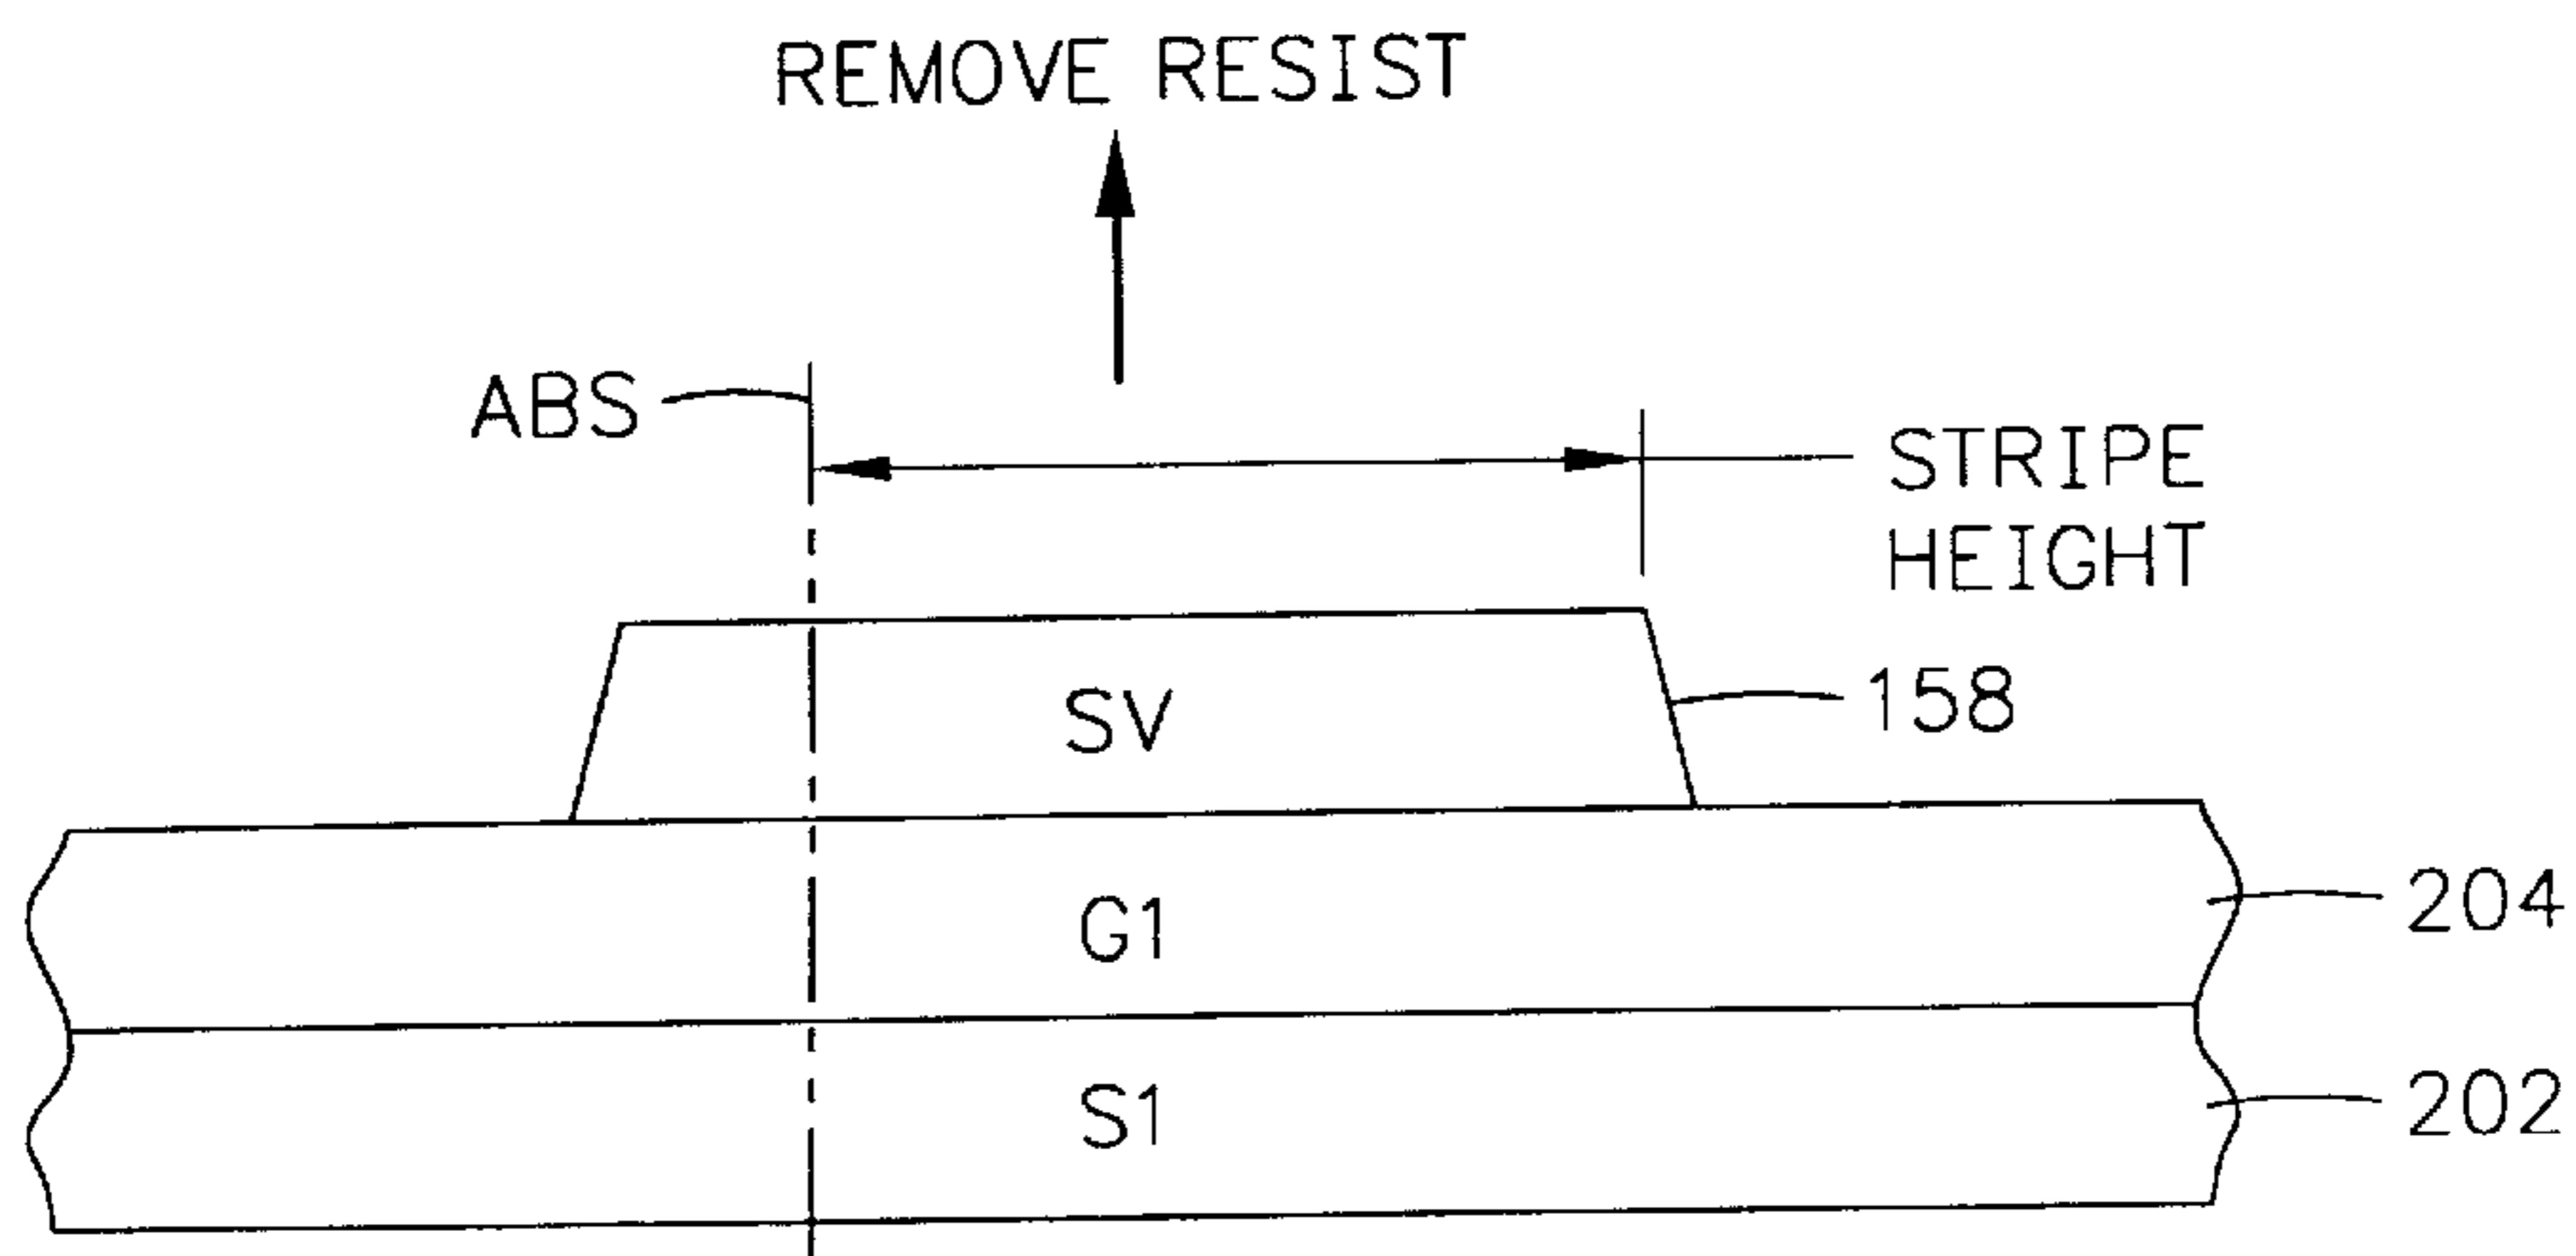 REMOVE RESIST
ABS
STRIPE
HEIGHT
SV
158
G1
204
S1
202